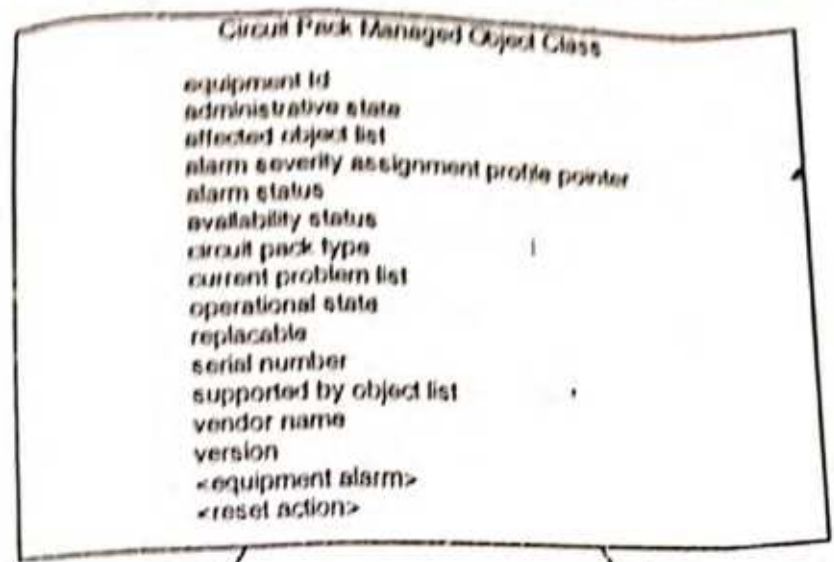 Circuit Pack Managed Object Class
equipment Id
administrative state
affected object list
alarm severity assignment profile pointer
alarm status
availability status
circuit pack type
current problem list
operational state
replacable
serial number
supported by object list
vendor name
version
<equipment alarm>
<reset action>